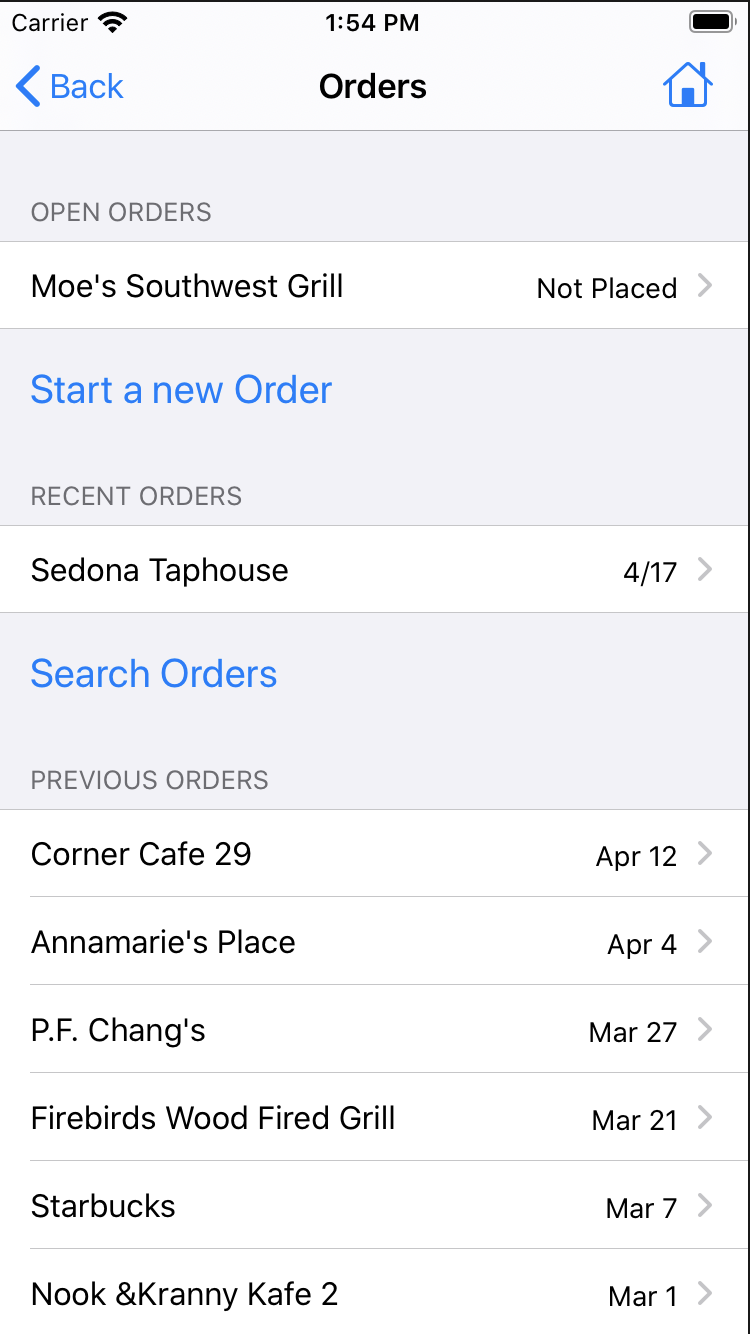 Carrier 1:54 PM
Back Orders
OPEN ORDERS
Moe's Southwest Grill Not Placed
Start a new Order
RECENT ORDERS
Sedona Taphouse 4/17
Search Orders
PREVIOUS ORDERS
Corner Cafe 29 Apr 12
Annamarie's Place Apr 4
P.F. Chang's Mar 27
Firebirds Wood Fired Grill Mar 21
Starbucks Mar 7
Nook &Kranny Kafe 2 Mar 1